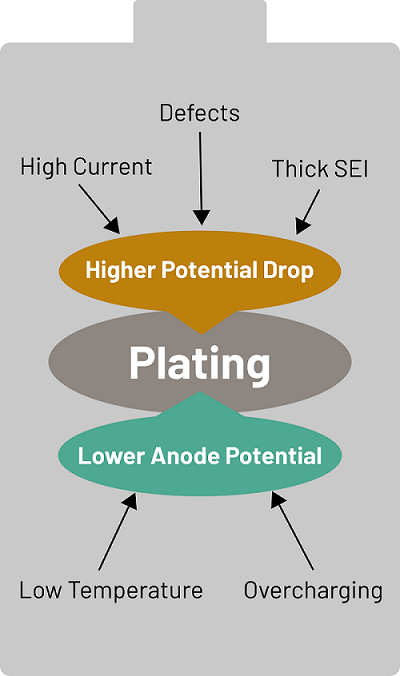 Defects
High Current
Thick SEI
Higher Potential Drop
Plating
Lower Anode Potential
Low Temperature
Overcharging